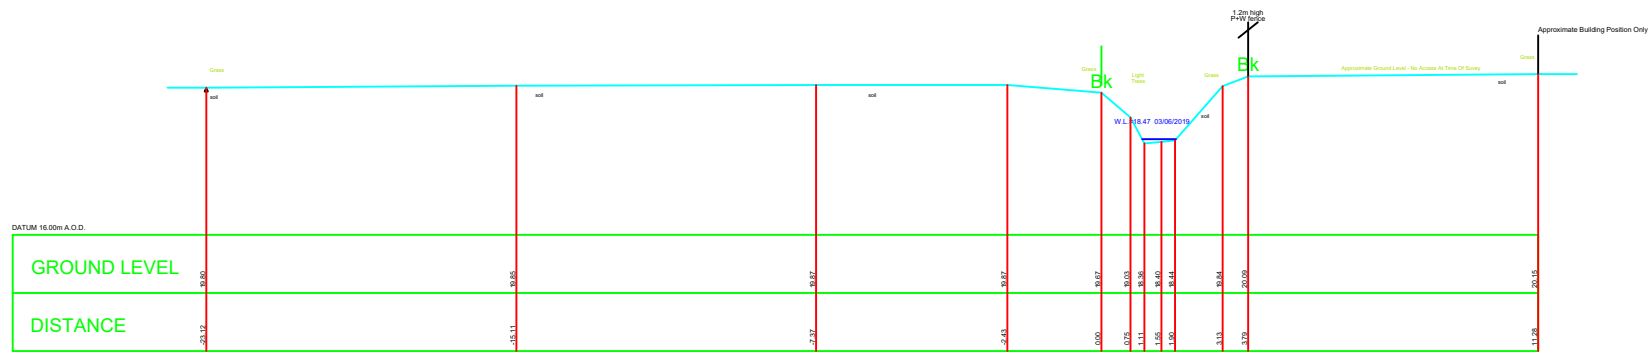 1.2m high
P+W fence
Approximate Building Position Only
Grass
Grass
Bk
Light
Trees
Grass
Bk
Approximate Ground Level - No Access At Time Of Survey
Grass
soil
soil
soil
soil
soil
W.L.=18.47 03/06/2019
DATUM 16.00m A.O.D.
GROUND LEVEL 19.80 19.85 19.87 19.87 19.67 19.03 18.36 18.40 18.44 19.84 20.09 20.15
DISTANCE -23.12 -15.11 -7.37 -2.43 0.00 0.75 1.11 1.55 1.90 3.13 3.79 11.28